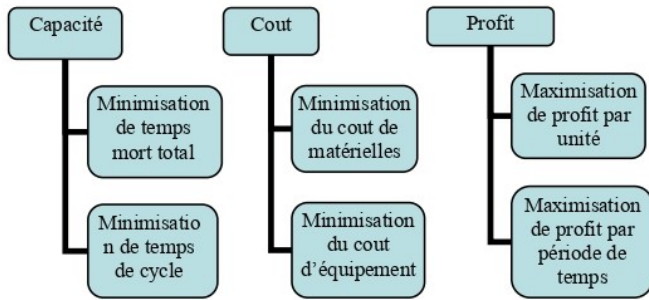 Capacité
Minimisation
de temps
mort total
Minimisatio
n de temps
de cycle
Cout
Minimisation
du cout de
matérielles
Minimisation
du cout
d'équipement
Profit
Maximisation
de profit par
unité
Maximisation
de profit par
période de
temps